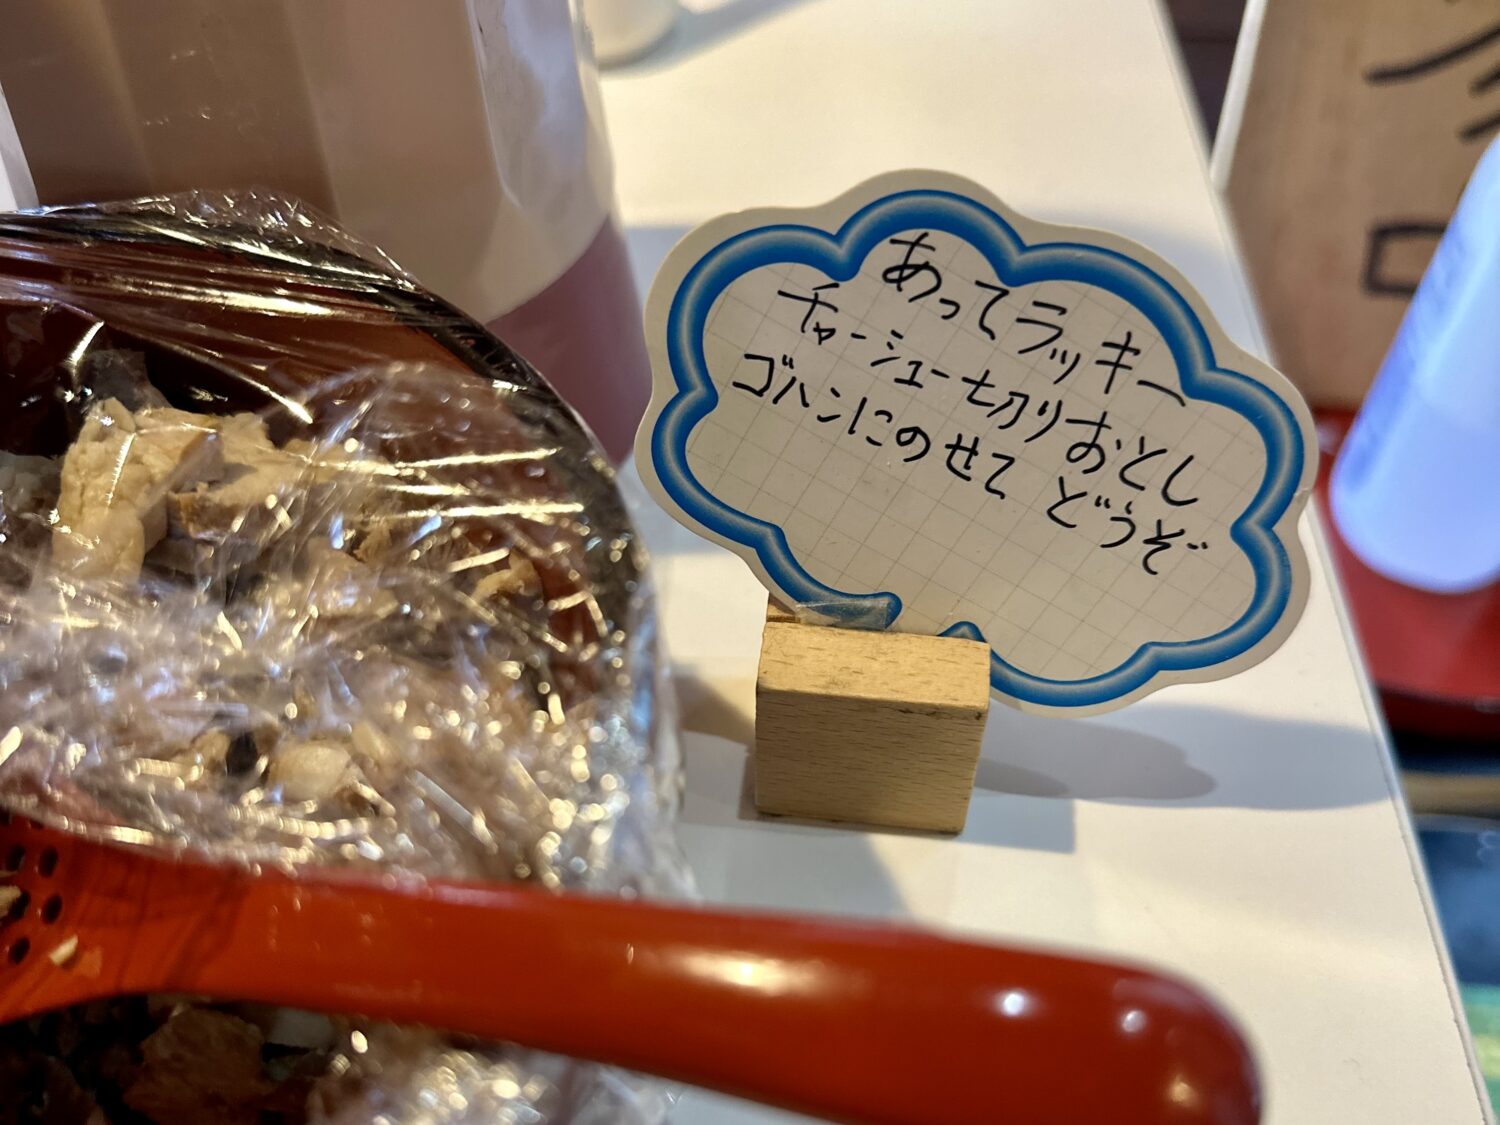 あってラッキー
チャーシュー切りおとし
ゴハンにのせて どうぞ